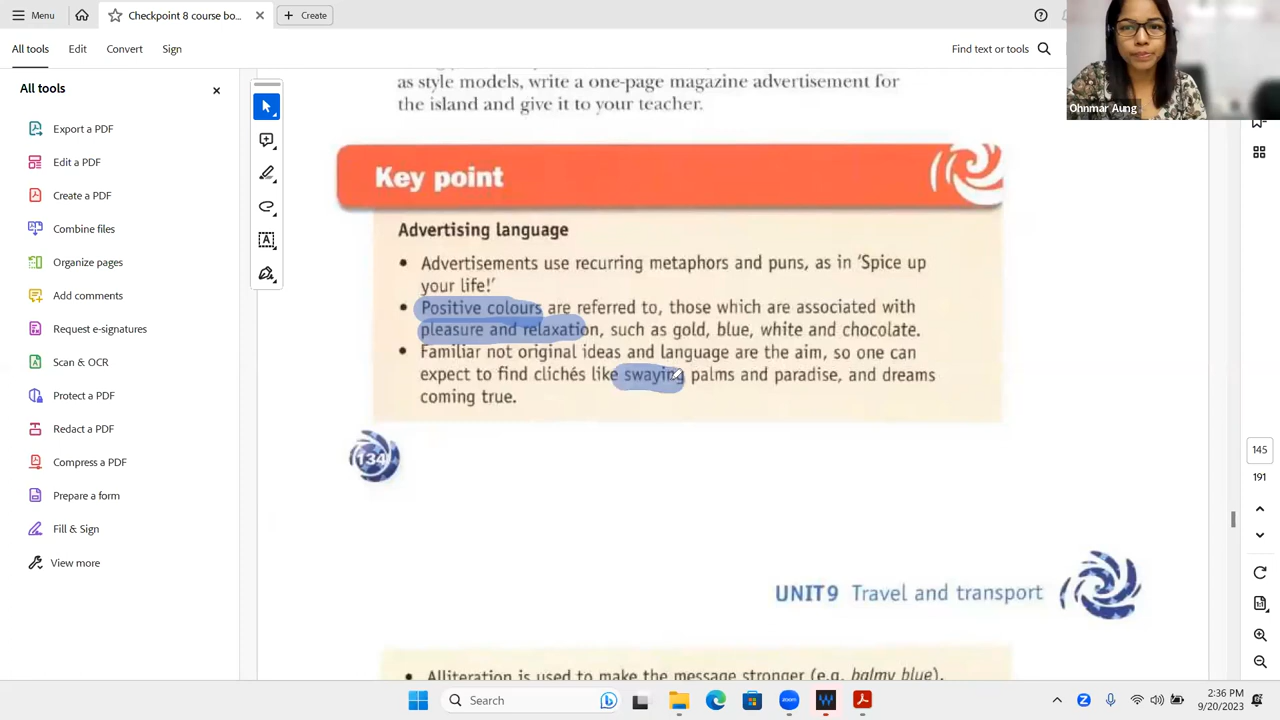 Menu
Checkpoint 8 course bo...
Create
All tools
Edit
Convert
Sign
Find text or tools
Ohnmar Aung
All tools
Export a PDF
Edit a PDF
Create a PDF
Combine files
Organize pages
Add comments
Request e-signatures
Scan & OCR
Protect a PDF
Redact a PDF
Compress a PDF
Prepare a form
Fill & Sign
View more
as style models, write a one-page magazine advertisement for
the island and give it to your teacher.
Key point
Advertising language
• Advertisements use recurring metaphors and puns, as in ‘Spice up
your life!’
• Positive colours are referred to, those which are associated with
pleasure and relaxation, such as gold, blue, white and chocolate.
• Familiar not original ideas and language are the aim, so one can
expect to find clichés like swaying palms and paradise, and dreams
coming true.
134
UNIT 9 Travel and transport
• Alliteration is used to make the message stronger (e.g. balmy blue).
145
191
Search
zoom
2:36 PM
9/20/2023